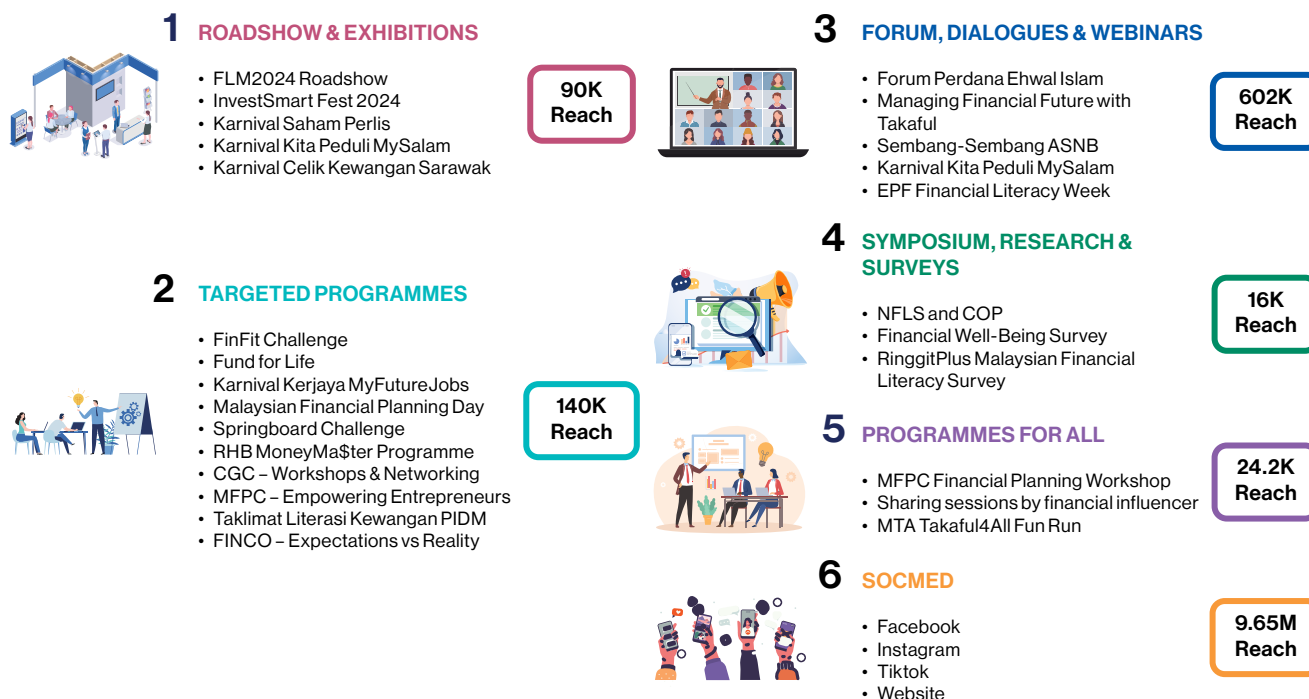 1 ROADSHOW & EXHIBITIONS
• FLM2024 Roadshow
• InvestSmart Fest 2024
• Karnival Saham Perlis
• Karnival Kita Peduli MySalam
• Karnival Celik Kewangan Sarawak
90K
Reach
2 TARGETED PROGRAMMES
• FinFit Challenge
• Fund for Life
• Karnival Kerjaya MyFutureJobs
• Malaysian Financial Planning Day
• Springboard Challenge
• RHB MoneyMa$ter Programme
• CGC – Workshops & Networking
• MFPC – Empowering Entrepreneurs
• Taklimat Literasi Kewangan PIDM
• FINCO – Expectations vs Reality
140K
Reach
3 FORUM, DIALOGUES & WEBINARS
• Forum Perdana Ehwal Islam
• Managing Financial Future with
Takaful
• Sembang-Sembang ASNB
• Karnival Kita Peduli MySalam
• EPF Financial Literacy Week
602K
Reach
4 SYMPOSIUM, RESEARCH &
SURVEYS
• NFLS and COP
• Financial Well-Being Survey
• RinggitPlus Malaysian Financial
Literacy Survey
16K
Reach
5 PROGRAMMES FOR ALL
• MFPC Financial Planning Workshop
• Sharing sessions by financial influencer
• MTA Takaful4All Fun Run
24.2K
Reach
6 SOCMED
• Facebook
• Instagram
• Tiktok
• Website
9.65M
Reach